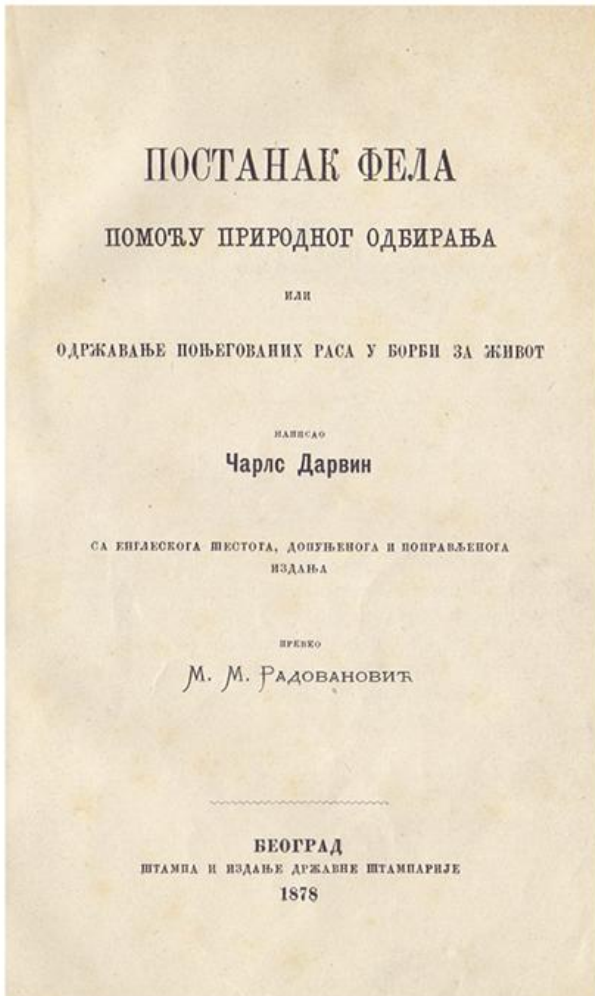 ПОСТАНАК ФЕЛА
ПОМОЋУ ПРИРОДНОГ ОДБИРАЊА
ИЛИ
ОДРЖАВАЊЕ ПОЊЕГОВАНИХ РАСА У БОРБИ ЗА ЖИВОТ
НАПИСАО
Чарлс Дарвин
СА ЕНГЛЕСКОГА ШЕСТОГА, ДОПУЊЕНОГА И ПОПРАВЉЕНОГА
ИЗДАЊА
ПРЕВЕО
М. М. РАДОВАНОВИЋ
БЕОГРАД
ШТАМПА И ИЗДАЊЕ ДРЖАВНЕ ШТАМПАРИЈЕ
1878